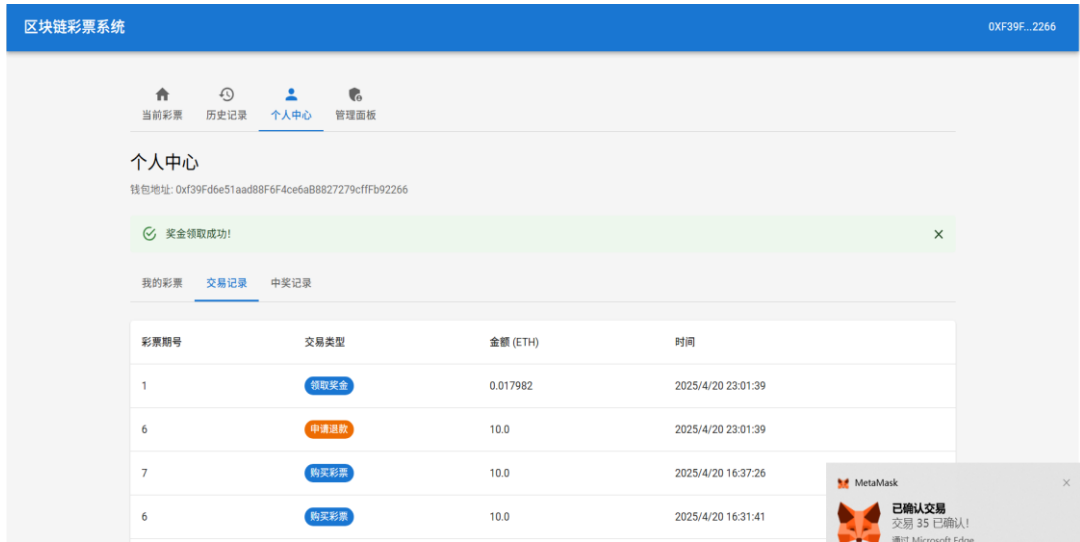 区块链彩票系统 0XF39F...2266
当前彩票 历史记录 个人中心 管理面板
个人中心
钱包地址: 0xf39Fd6e51aad88F6F4ce6aB8827279cffFb92266
奖金领取成功!
我的彩票 交易记录 中奖记录
彩票期号 交易类型 金额 (ETH) 时间
1 领取奖金 0.017982 2025/4/20 23:01:39
6 申请退款 10.0 2025/4/20 23:01:39
7 购买彩票 10.0 2025/4/20 16:37:26
6 购买彩票 10.0 2025/4/20 16:31:41
MetaMask
已确认交易
交易 35 已确认!
通过 Microsoft Edge